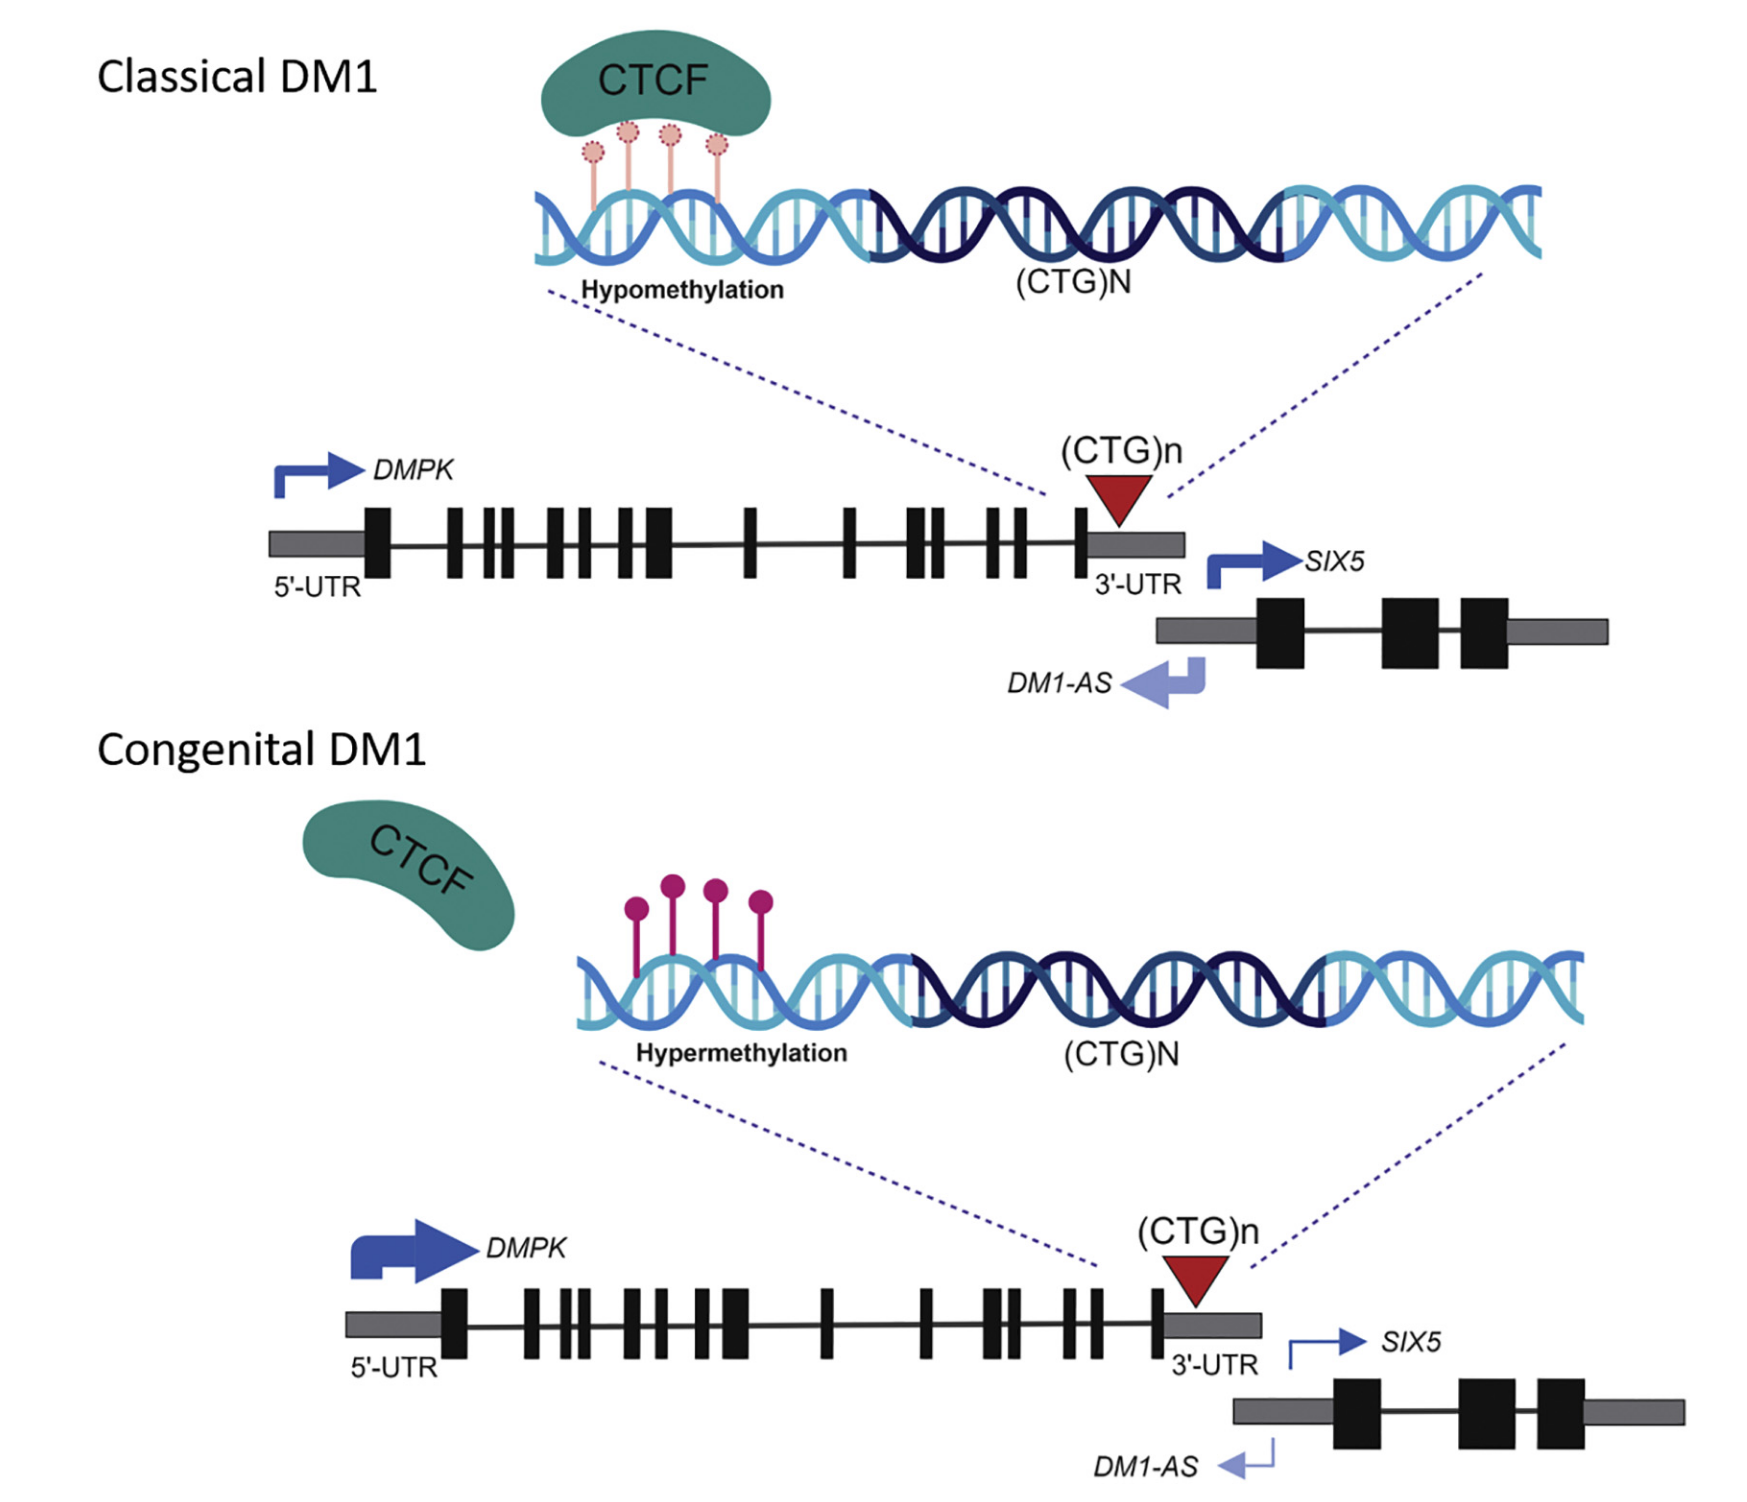 Classical DM1
CTCF
Hypomethylation
(CTG)N
(CTG)n
DMPK
5'-UTR
3'-UTR
SIX5
DM1-AS
Congenital DM1
CTCF
Hypermethylation
(CTG)N
(CTG)n
DMPK
5'-UTR
3'-UTR
SIX5
DM1-AS